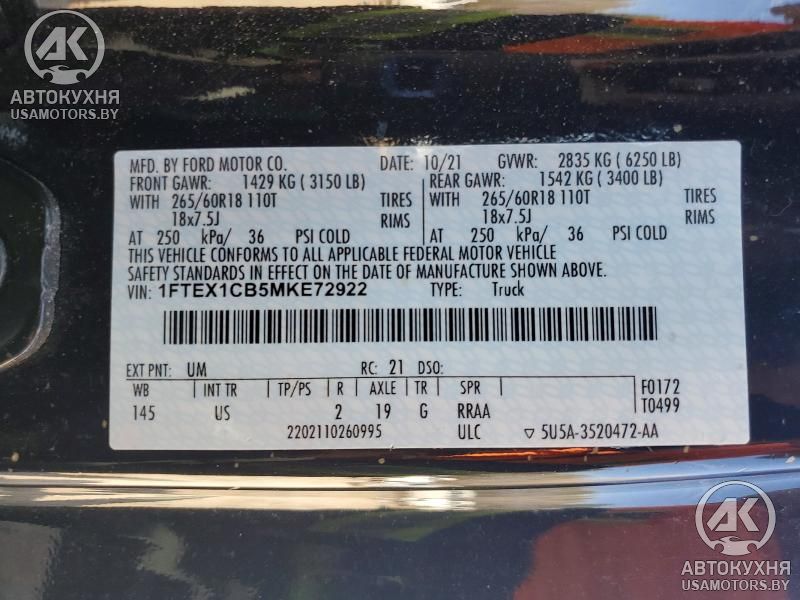 АК
АВТОКУХНЯ
USAMOTORS.BY
MFD. BY FORD MOTOR CO. DATE: 10/21 GVWR: 2835 KG ( 6250 LB)
FRONT GAWR: 1429 KG ( 3150 LB) REAR GAWR: 1542 KG ( 3400 LB)
WITH 265/60R18 110T TIRES WITH 265/60R18 110T TIRES
18x7.5J RIMS 18x7.5J RIMS
AT 250 kPa/ 36 PSI COLD AT 250 kPa/ 36 PSI COLD
THIS VEHICLE CONFORMS TO ALL APPLICABLE FEDERAL MOTOR VEHICLE
SAFETY STANDARDS IN EFFECT ON THE DATE OF MANUFACTURE SHOWN ABOVE.
VIN: 1FTEX1CB5MKE72922 TYPE: Truck
EXT PNT: UM RC: 21 DSO:
WB INT TR TP/PS R AXLE TR SPR F0172
145 US 2 19 G RRAA T0499
2202110260995 ULC ▽ 5U5A-3520472-AA
АК
АВТОКУХНЯ
USAMOTORS.BY